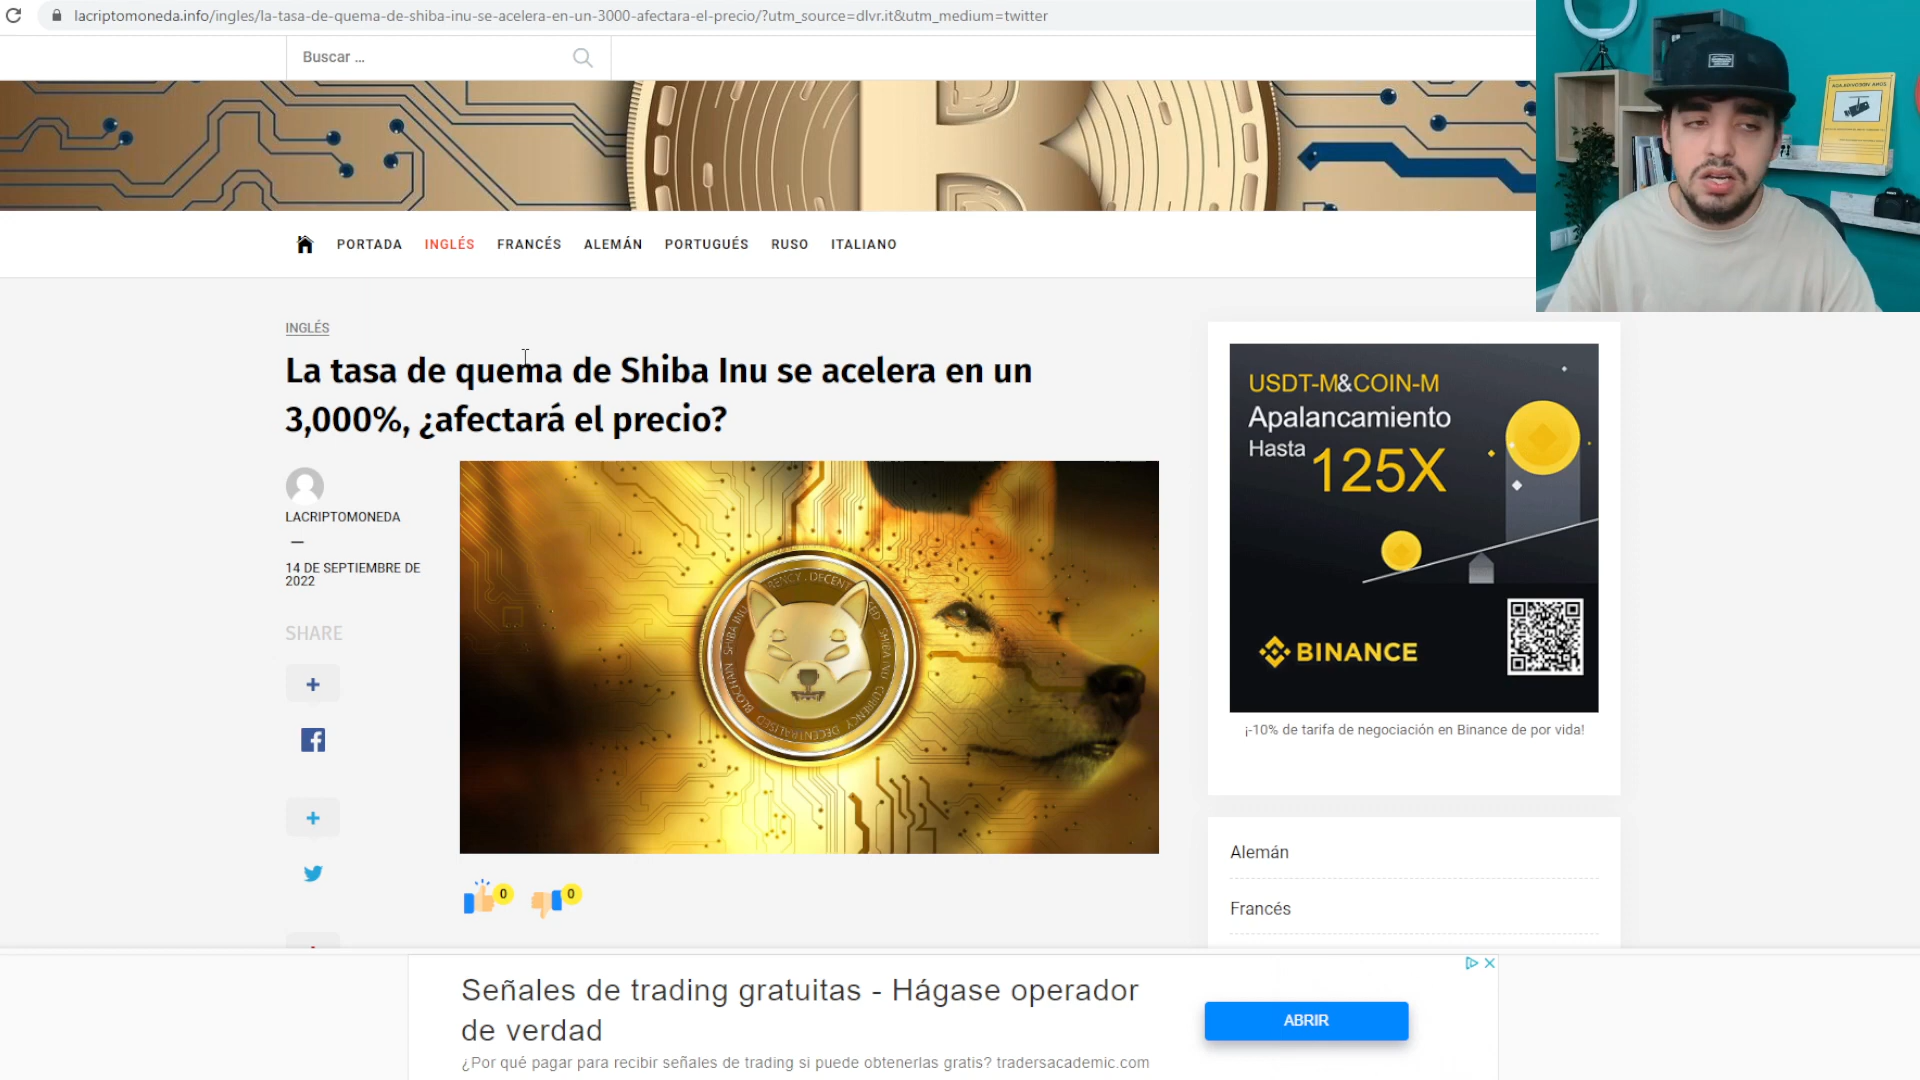 lacriptomoneda.info/ingles/la-tasa-de-quema-de-shiba-inu-se-acelera-en-un-3000-afectara-el-precio/?utm_source=dlvr.it&utm_medium=twitter
Buscar ...
PORTADA INGLÉS FRANCÉS ALEMÁN PORTUGUÉS RUSO ITALIANO
INGLÉS
La tasa de quema de Shiba Inu se acelera en un
3,000%, ¿afectará el precio?
LACRIPTOMONEDA
—
14 DE SEPTIEMBRE DE
2022
SHARE
+
+
SHIBA INU
DECENTRALISED
0
0
USDT-M&COIN-M
Apalancamiento
Hasta 125X
BINANCE
¡-10% de tarifa de negociación en Binance de por vida!
Alemán
Francés
Señales de trading gratuitas - Hágase operador
de verdad
¿Por qué pagar para recibir señales de trading si puede obtenerlas gratis? tradersacademic.com
ABRIR